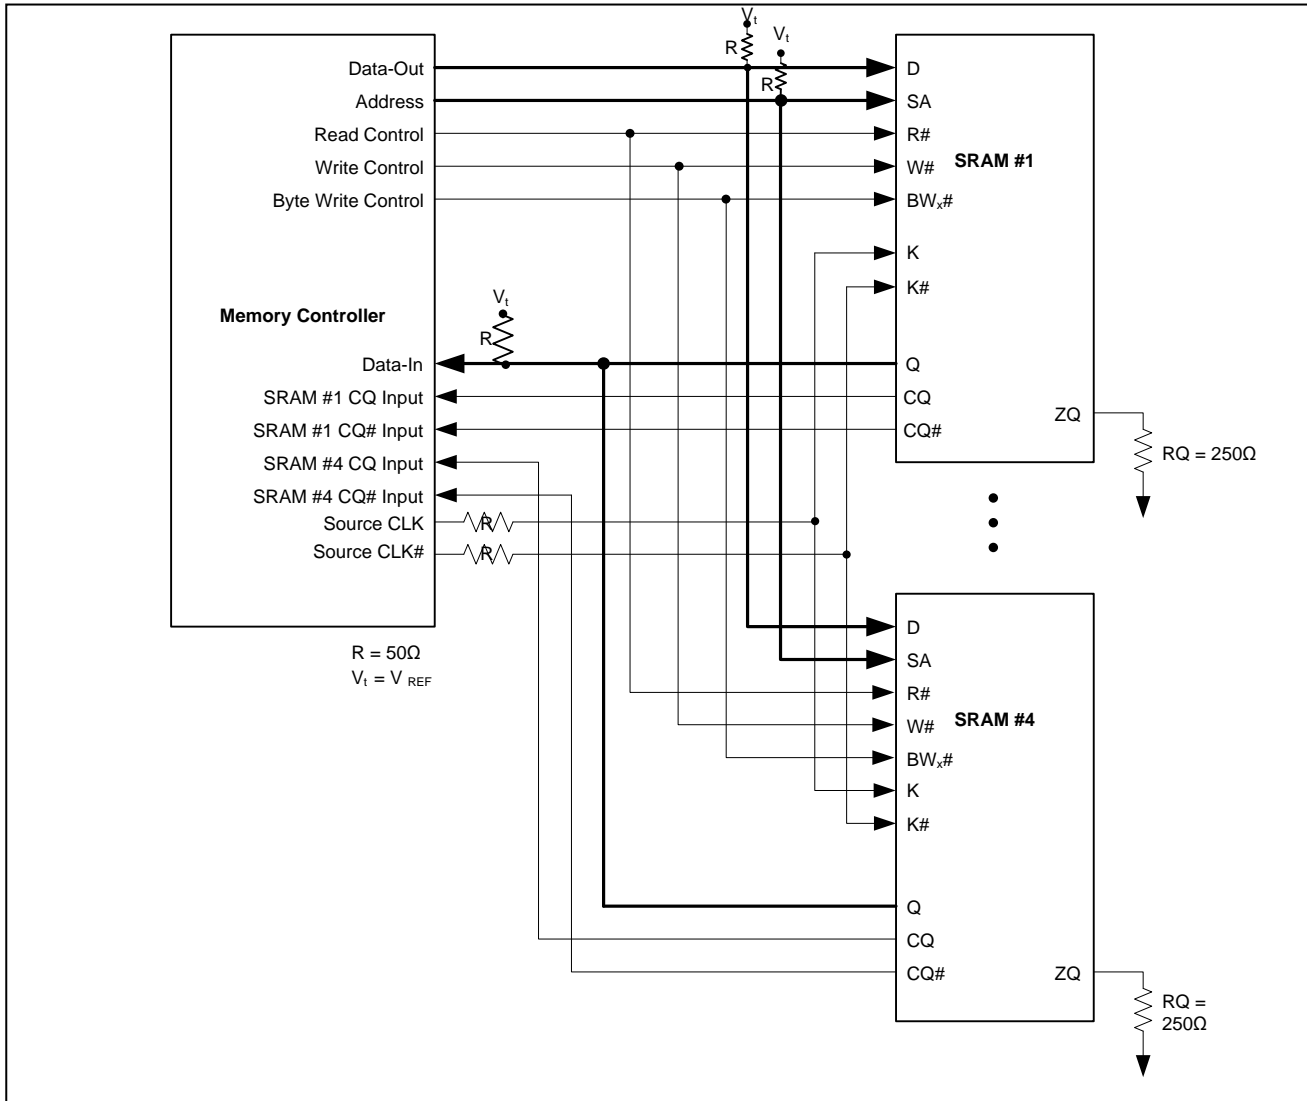 Vt
Vt
R
R
Data-Out
Address
Read Control
Write Control
Byte Write Control
Memory Controller
Vt
R
Data-In
SRAM #1 CQ Input
SRAM #1 CQ# Input
SRAM #4 CQ Input
SRAM #4 CQ# Input
Source CLK
R
Source CLK#
R
R = 50Ω
Vt = V REF
D
SA
R#
SRAM #1
W#
BWx#
K
K#
Q
CQ
ZQ
CQ#
RQ = 250Ω
D
SA
R#
SRAM #4
W#
BWx#
K
K#
Q
CQ
CQ#
ZQ
RQ =
250Ω